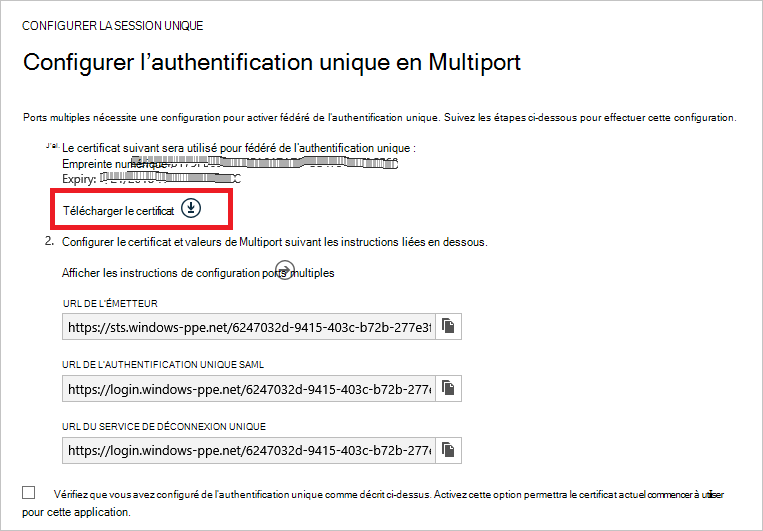 CONFIGURER LA SESSION UNIQUE
Configurer l'authentification unique en Multiport
Ports multiples nécessite une configuration pour activer fédéré de l'authentification unique. Suivez les étapes ci-dessous pour effectuer cette configuration.
J'ai. Le certificat suivant sera utilisé pour fédéré de l'authentification unique :
Empreinte numérique
Expiry:
Télécharger le certificat
2. Configurer le certificat et valeurs de Multiport suivant les instructions liées en dessous.
Afficher les instructions de configuration ports multiples
URL DE L'ÉMETTEUR
https://sts.windows-ppe.net/6247032d-9415-403c-b72b-277e3f
URL DE L'AUTHENTIFICATION UNIQUE SAML
https://login.windows-ppe.net/6247032d-9415-403c-b72b-277e
URL DU SERVICE DE DÉCONNEXION UNIQUE
https://login.windows-ppe.net/6247032d-9415-403c-b72b-277e
Vérifiez que vous avez configuré de l'authentification unique comme décrit ci-dessus. Activez cette option permettra le certificat actuel commencer à utiliser
pour cette application.